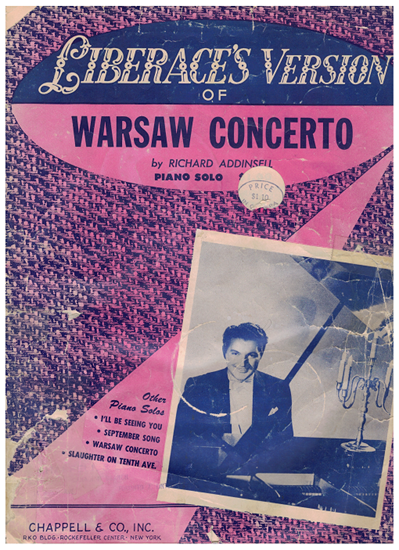 LIBERACE'S VERSION
OF
WARSAW CONCERTO
by RICHARD ADDINSELL
PIANO SOLO
PRICE
Other
Piano Solos
• I'LL BE SEEING YOU
• SEPTEMBER SONG
• WARSAW CONCERTO
• SLAUGHTER ON TENTH AVE.
CHAPPELL & CO., INC.
RKO BLDG.-ROCKEFELLER CENTER-NEW YORK